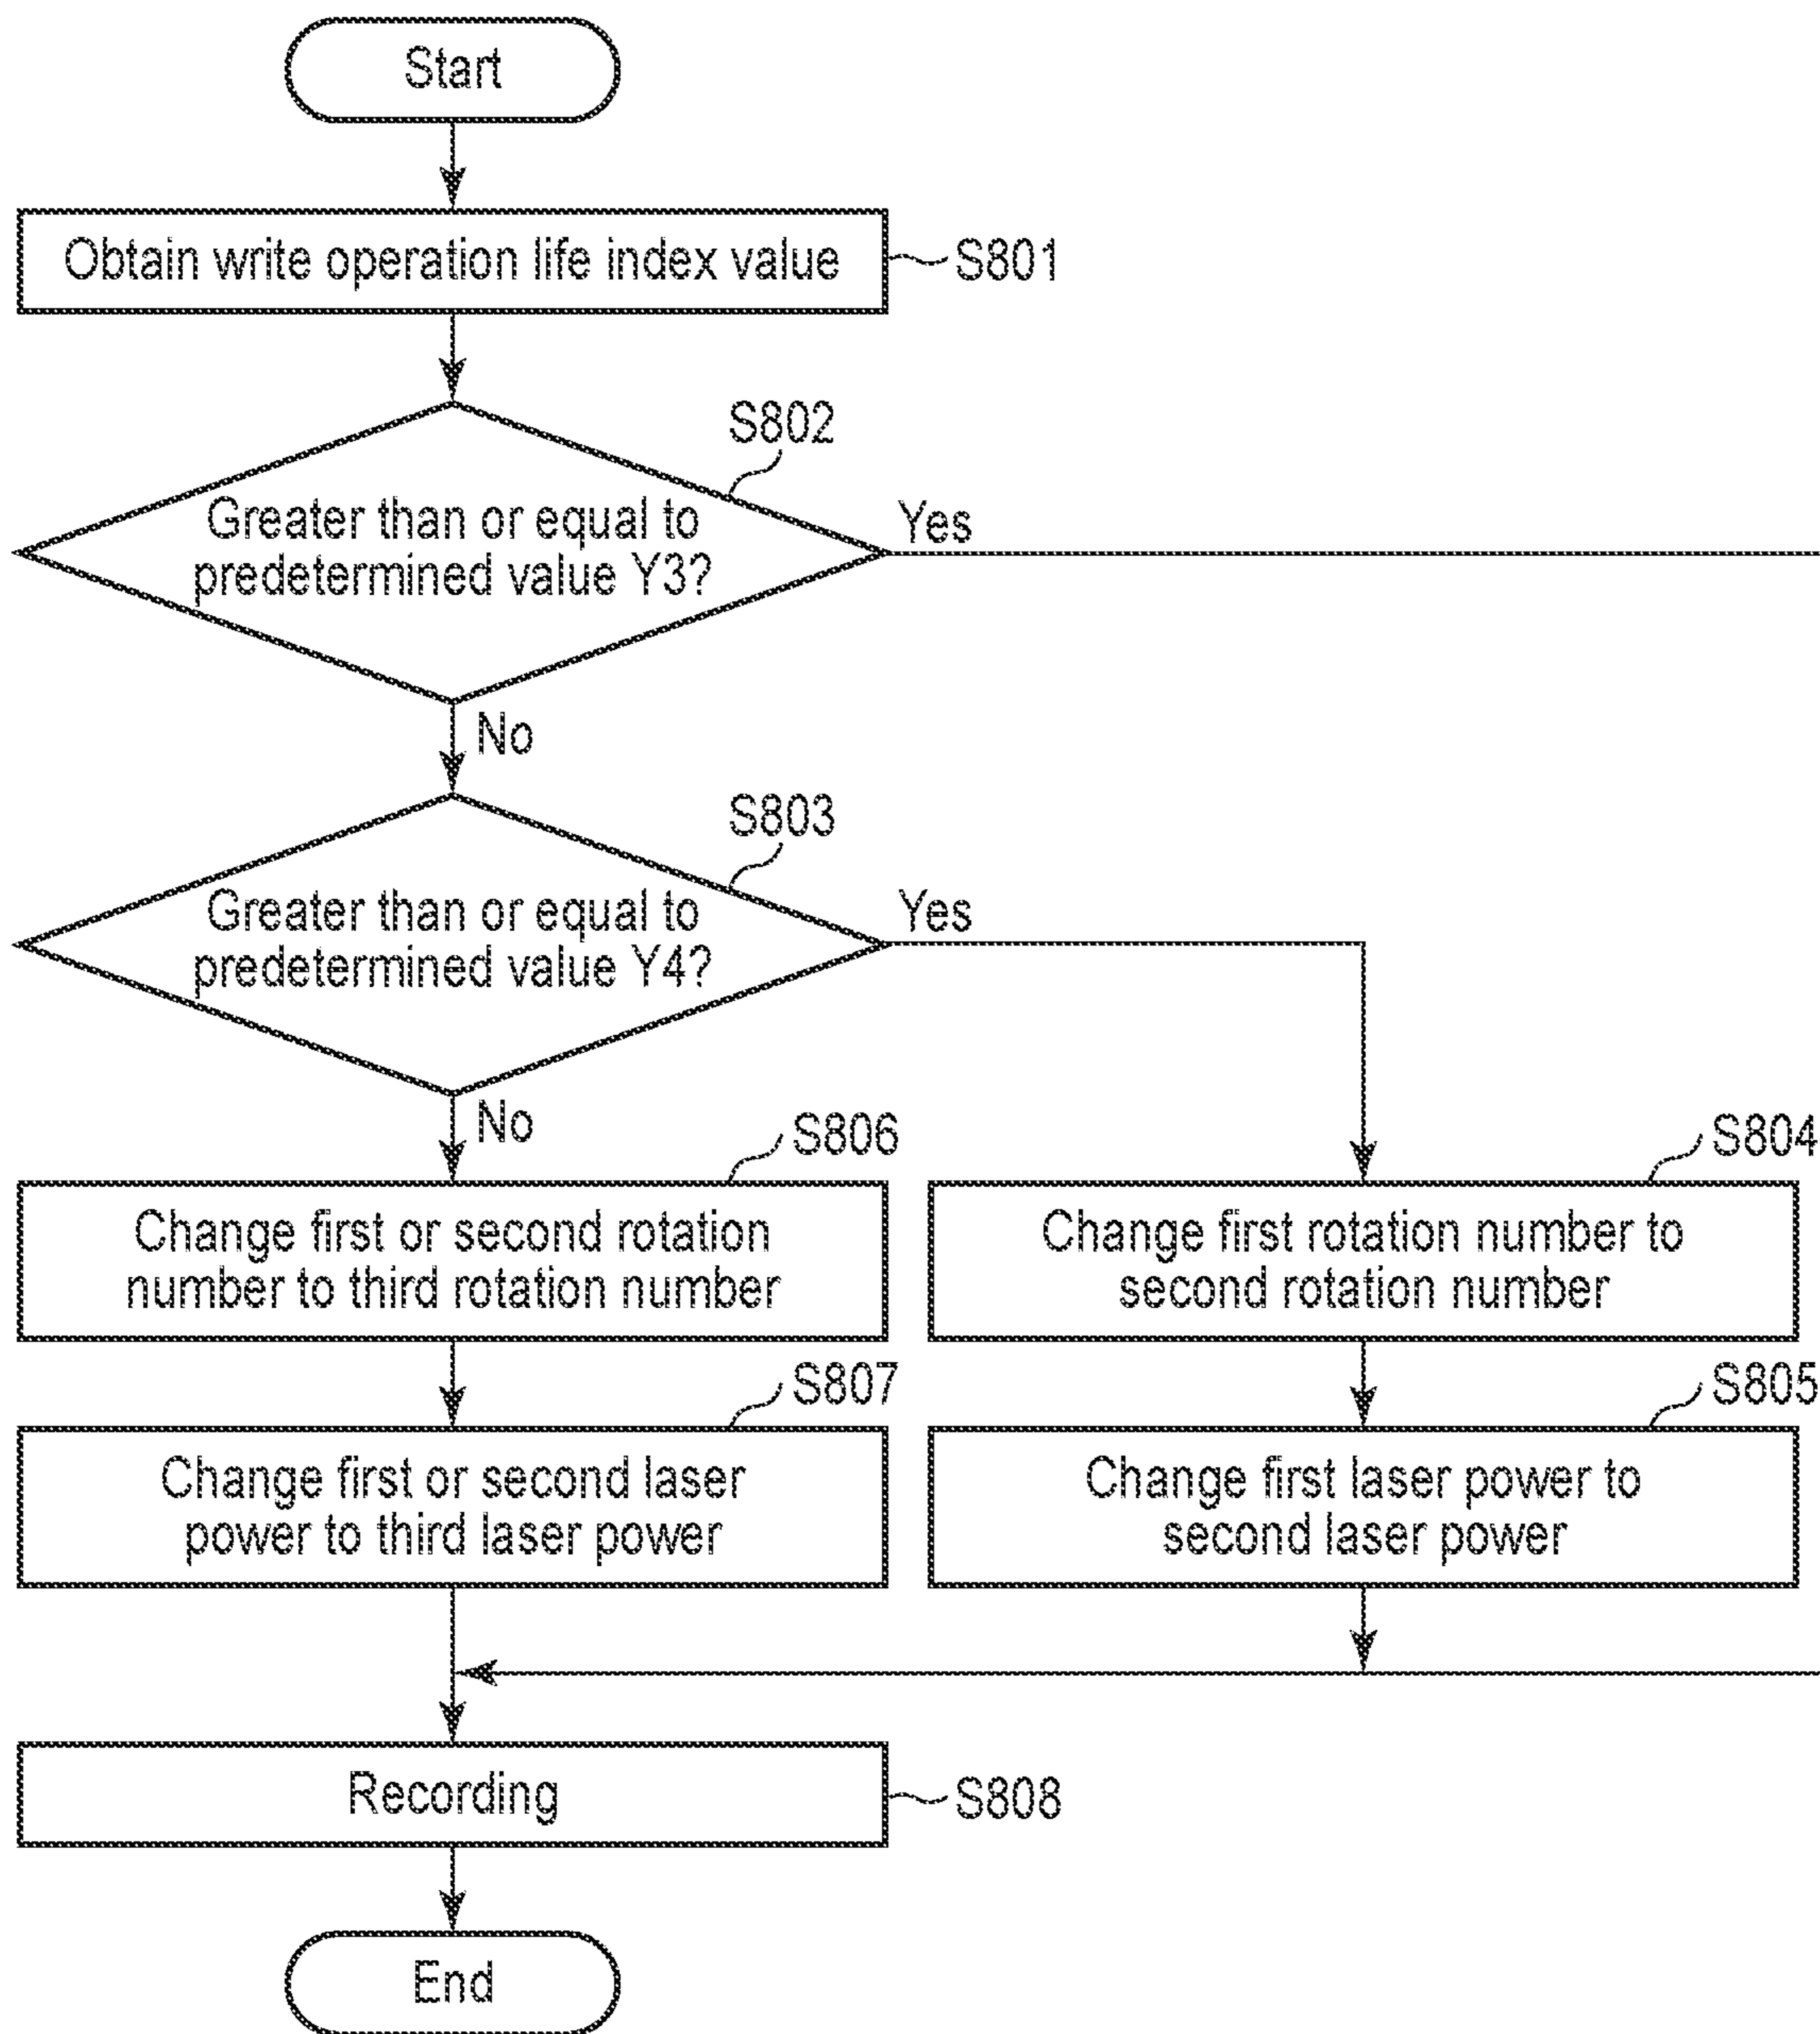 Start
Obtain write operation life index value
S801
S802
Greater than or equal to
predetermined value Y3?
Yes
No
S803
Greater than or equal to
predetermined value Y4?
Yes
No
S806
Change first or second rotation
number to third rotation number
S804
Change first rotation number to
second rotation number
S807
Change first or second laser
power to third laser power
S805
Change first laser power to
second laser power
Recording
S808
End